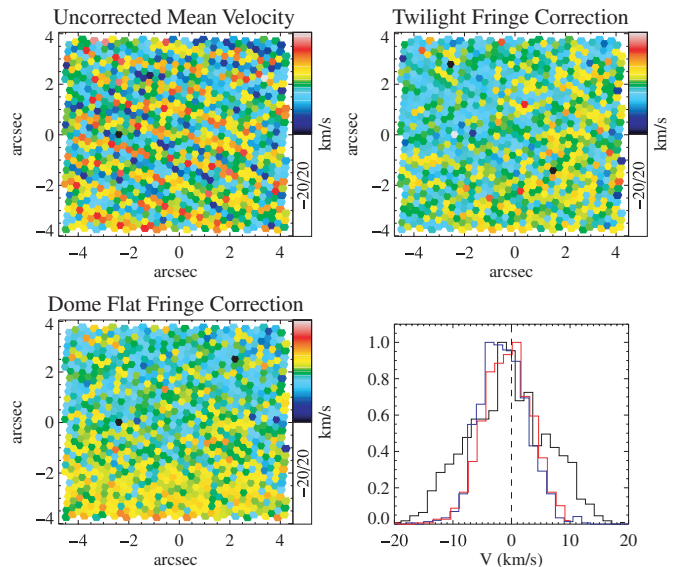 Uncorrected Mean Velocity
4
2
0
−2
−4
arcsec
−4 −2 0 2 4
arcsec
km/s
−20/20
Twilight Fringe Correction
4
2
0
−2
−4
arcsec
−4 −2 0 2 4
arcsec
km/s
−20/20
Dome Flat Fringe Correction
4
2
0
−2
−4
arcsec
−4 −2 0 2 4
arcsec
km/s
−20/20
1.0
0.8
0.6
0.4
0.2
0.0
−20 −10 0 10 20
V (km/s)